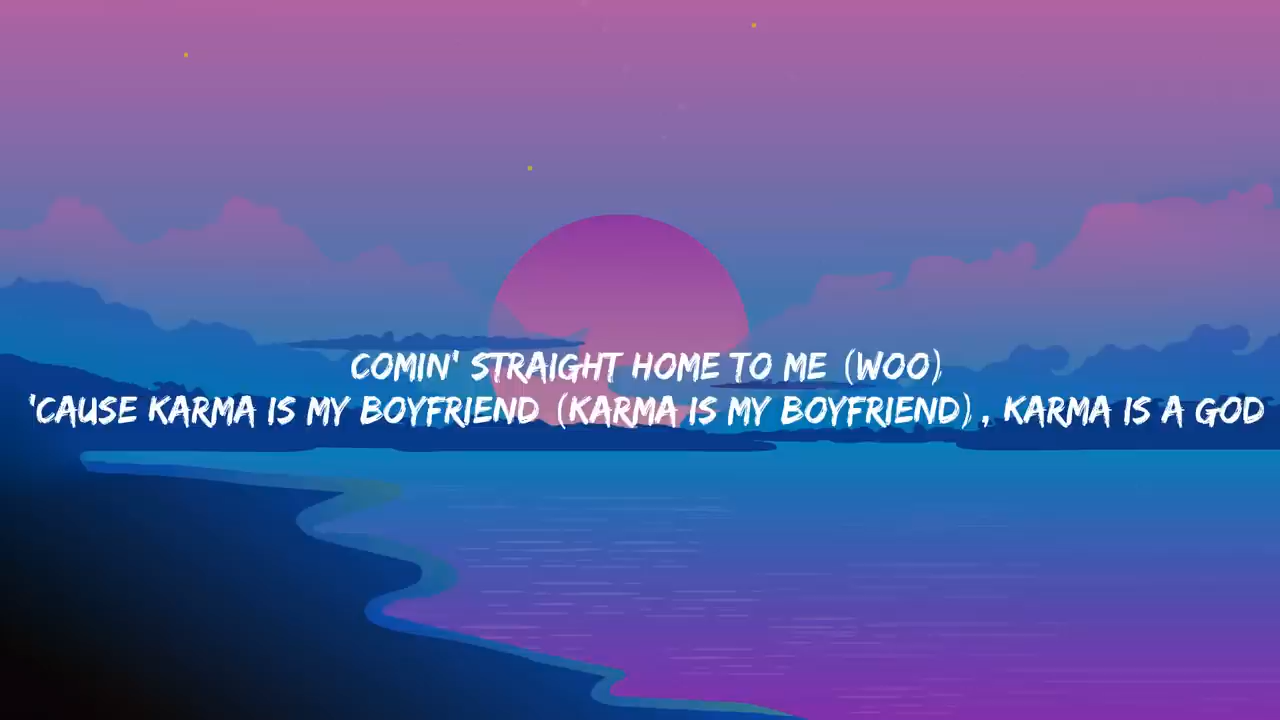 COMIN' STRAIGHT HOME TO ME (WOO)
'CAUSE KARMA IS MY BOYFRIEND (KARMA IS MY BOYFRIEND), KARMA IS A GOD